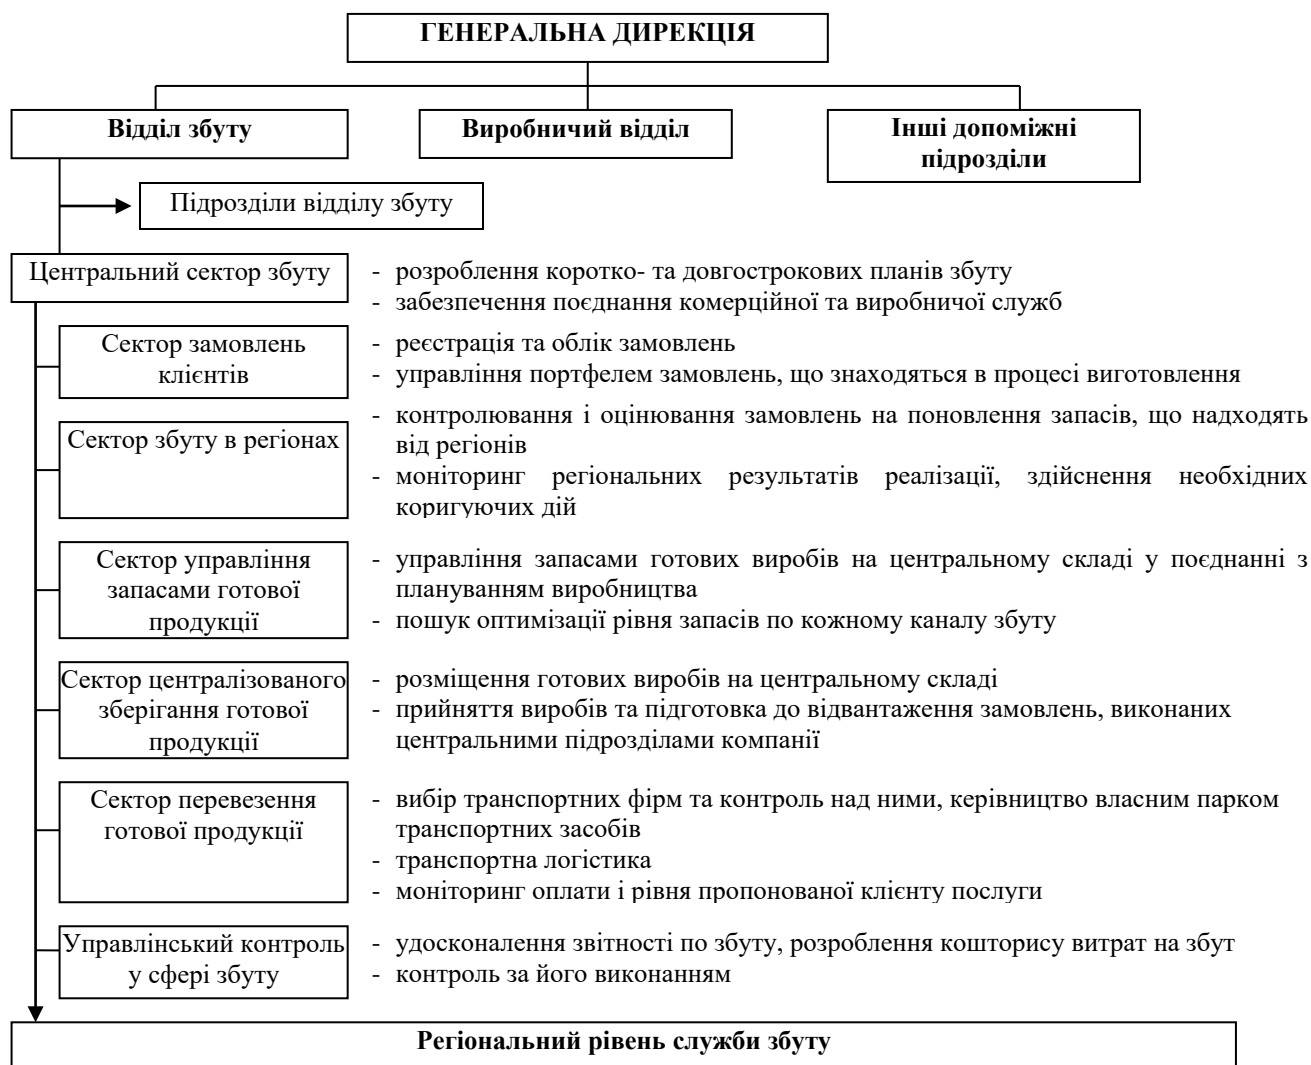 ГЕНЕРАЛЬНА ДИРЕКЦІЯ
Відділ збуту
Виробничий відділ
Інші допоміжні
підрозділи
Підрозділи відділу збуту
Центральний сектор збуту
- розроблення коротко- та довгострокових планів збуту
- забезпечення поєднання комерційної та виробничої служб
Сектор замовлень
клієнтів
- реєстрація та облік замовлень
- управління портфелем замовлень, що знаходяться в процесі виготовлення
Сектор збуту в регіонах
- контролювання і оцінювання замовлень на поновлення запасів, що надходять
від регіонів
- моніторинг регіональних результатів реалізації, здійснення необхідних
коригуючих дій
Сектор управління
запасами готової
продукції
- управління запасами готових виробів на центральному складі у поєднанні з
плануванням виробництва
- пошук оптимізації рівня запасів по кожному каналу збуту
Сектор централізованого
зберігання готової
продукції
- розміщення готових виробів на центральному складі
- прийняття виробів та підготовка до відвантаження замовлень, виконаних
центральними підрозділами компанії
Сектор перевезення
готової продукції
- вибір транспортних фірм та контроль над ними, керівництво власним парком
транспортних засобів
- транспортна логістика
- моніторинг оплати і рівня пропонованої клієнту послуги
Управлінський контроль
у сфері збуту
- удосконалення звітності по збуту, розроблення кошторису витрат на збут
- контроль за його виконанням
Регіональний рівень служби збуту